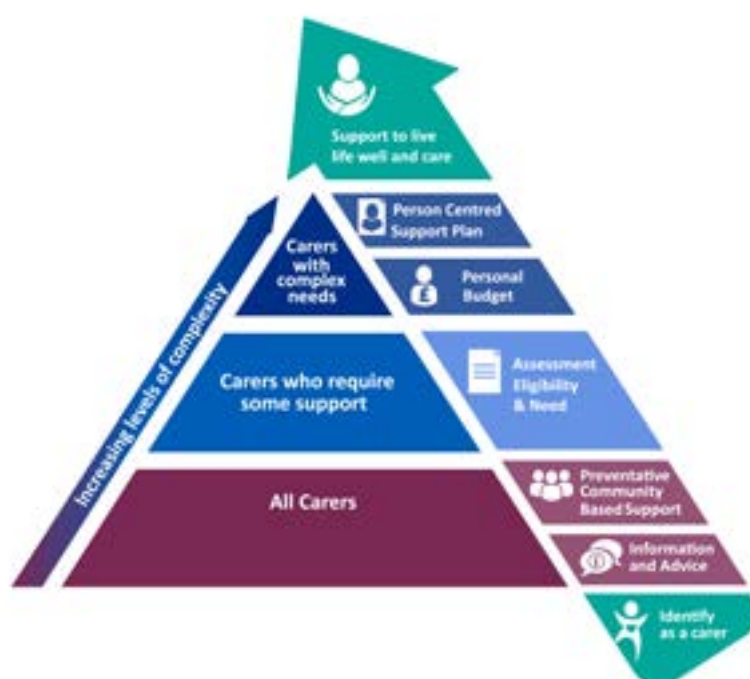 Support to live
life well and care
Person Centred
Support Plan
Carers
with
complex
needs
Personal
Budget
Increasing levels of complexity
Carers who require
some support
Assessment
Eligibility
& Need
All Carers
Preventative
Community
Based Support
Information
and Advice
Identify
as a carer